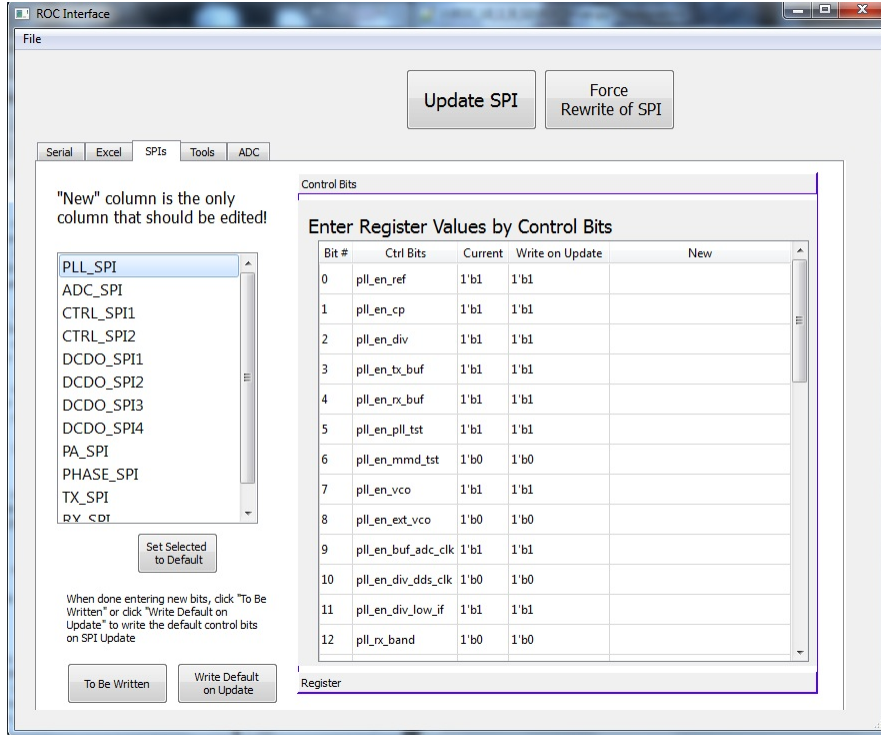 ROC Interface
File
Update SPI
Force
Rewrite of SPI
Serial Excel SPIs Tools ADC
"New" column is the only
column that should be edited!
PLL_SPI
ADC_SPI
CTRL_SPI1
CTRL_SPI2
DCDO_SPI1
DCDO_SPI2
DCDO_SPI3
DCDO_SPI4
PA_SPI
PHASE_SPI
TX_SPI
RX_SPI
Set Selected
to Default
When done entering new bits, click "To Be
Written" or click "Write Default on
Update" to write the default control bits
on SPI Update
To Be Written
Write Default
on Update
Control Bits
Enter Register Values by Control Bits
Bit # Ctrl Bits Current Write on Update New
0 pll_en_ref 1'b1 1'b1
1 pll_en_cp 1'b1 1'b1
2 pll_en_div 1'b1 1'b1
3 pll_en_tx_buf 1'b1 1'b1
4 pll_en_rx_buf 1'b1 1'b1
5 pll_en_pll_tst 1'b1 1'b1
6 pll_en_mmd_tst 1'b0 1'b0
7 pll_en_vco 1'b1 1'b1
8 pll_en_ext_vco 1'b0 1'b0
9 pll_en_buf_adc_clk 1'b1 1'b1
10 pll_en_div_dds_clk 1'b0 1'b0
11 pll_en_div_low_if 1'b1 1'b1
12 pll_rx_band 1'b0 1'b0
Register